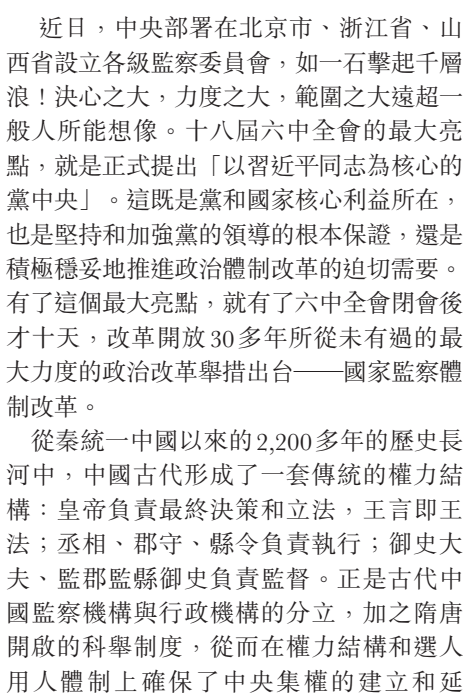 近日，中央部署在北京市、浙江省、山
西省設立各級監察委員會，如一石擊起千層
浪！決心之大，力度之大，範圍之大遠超一
般人所能想像。十八屆六中全會的最大亮
點，就是正式提出「以習近平同志為核心的
黨中央」。這既是黨和國家核心利益所在，
也是堅持和加強黨的領導的根本保證，還是
積極穩妥地推進政治體制改革的迫切需要。
有了這個最大亮點，就有了六中全會閉會後
才十天，改革開放30多年所從未有過的最
大力度的政治改革舉措出台——國家監察體
制改革。
從秦統一中國以來的2,200多年的歷史長
河中，中國古代形成了一套傳統的權力結
構：皇帝負責最終決策和立法，王言即王
法；丞相、郡守、縣令負責執行；御史大
夫、監郡監縣御史負責監督。正是古代中
國監察機構與行政機構的分立，加之隋唐
開啟的科舉制度，從而在權力結構和選人
用人體制上確保了中央集權的建立和延